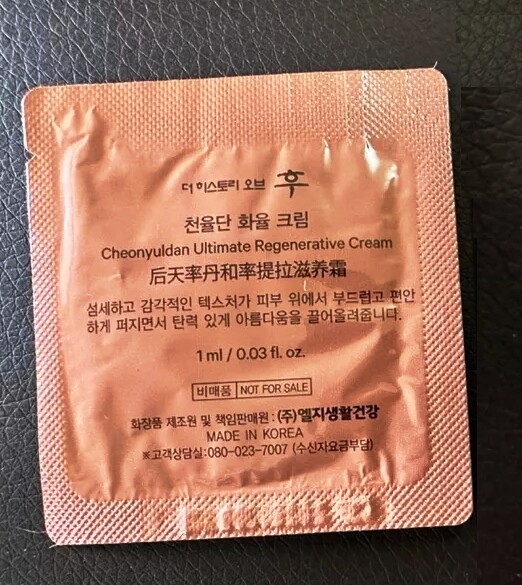 더 히스토리 오브 후
천율단 화율 크림
Cheonyuldan Ultimate Regenerative Cream
后天率丹和率提拉滋养霜
섬세하고 감각적인 텍스처가 피부 위에서 부드럽고 편안
하게 퍼지면서 탄력 있게 아름다움을 끌어올려줍니다.
1 ml / 0.03 fl. oz.
비매품 NOT FOR SALE
화장품 제조원 및 책임판매원 : (주)엘지생활건강
MADE IN KOREA
※고객상담실:080-023-7007 (수신자요금부담)